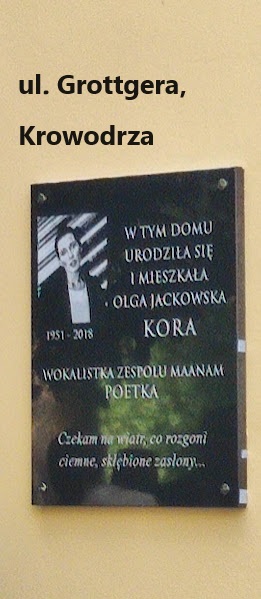 ul. Grottgera,
Krowodrza
W TYM DOMU
URODZIŁA SIĘ
I MIESZKAŁA
OLGA JACKOWSKA
KORA
1951 - 2018
WOKALISTKA ZESPOŁU MAANAM
POETKA
Czekam na wiatr, co rozgoni
ciemne, skłębione zasłony...